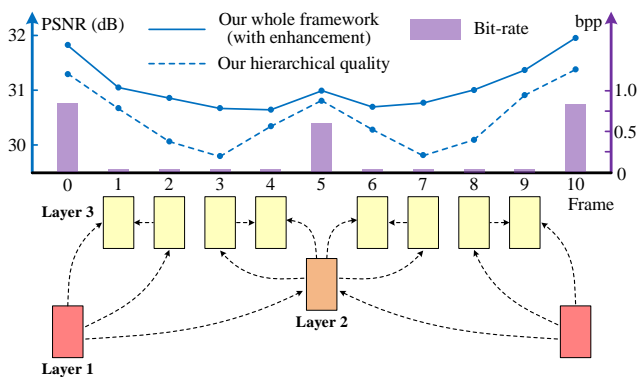 PSNR (dB)
bpp
Our whole framework
(with enhancement)
Bit-rate
Our hierarchical quality
32
31
30
1.0
0.5
0
0 1 2 3 4 5 6 7 8 9 10
Frame
Layer 3
Layer 2
Layer 1